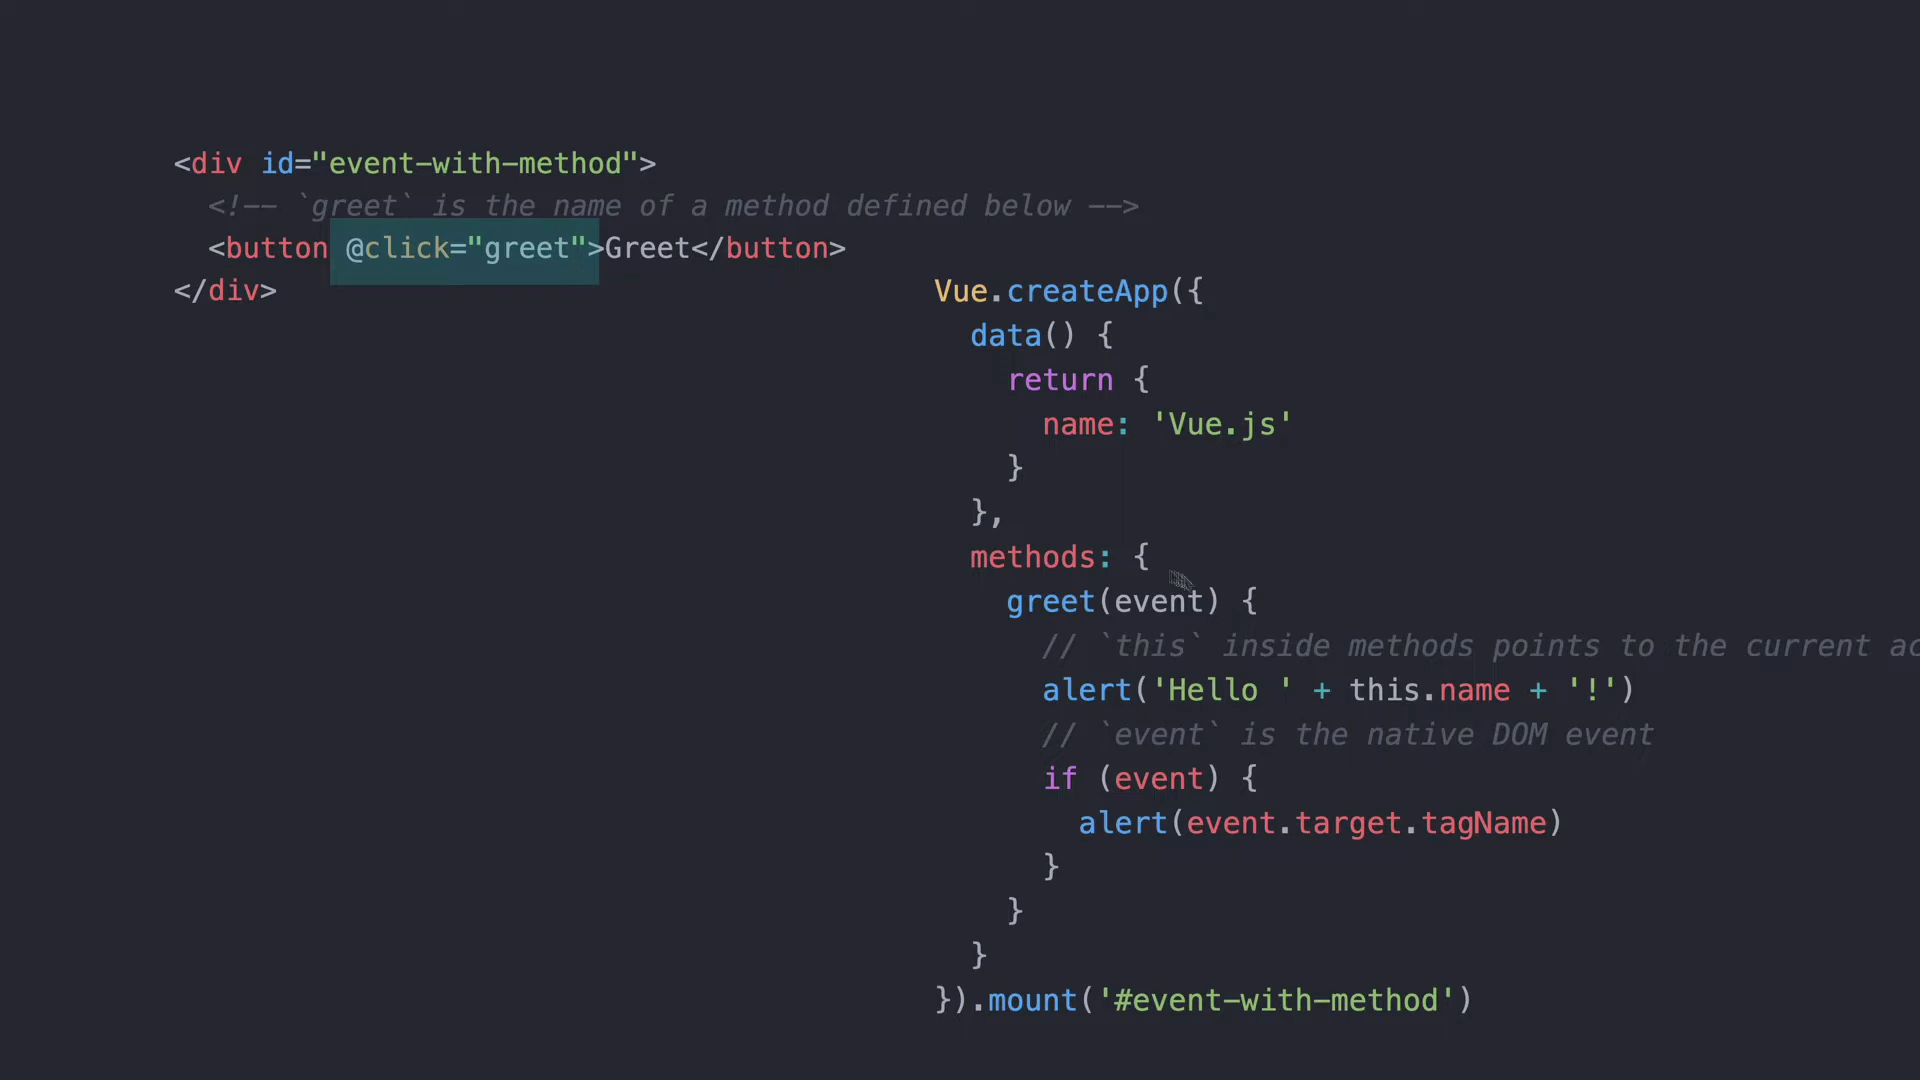 <div id="event-with-method">
  <!-- `greet` is the name of a method defined below -->
  <button @click="greet">Greet</button>
</div>
Vue.createApp({
  data() {
    return {
      name: 'Vue.js'
    }
  },
  methods: {
    greet(event) {
      // `this` inside methods points to the current
      alert('Hello ' + this.name + '!')
      // `event` is the native DOM event
      if (event) {
        alert(event.target.tagName)
      }
    }
  }
}).mount('#event-with-method')